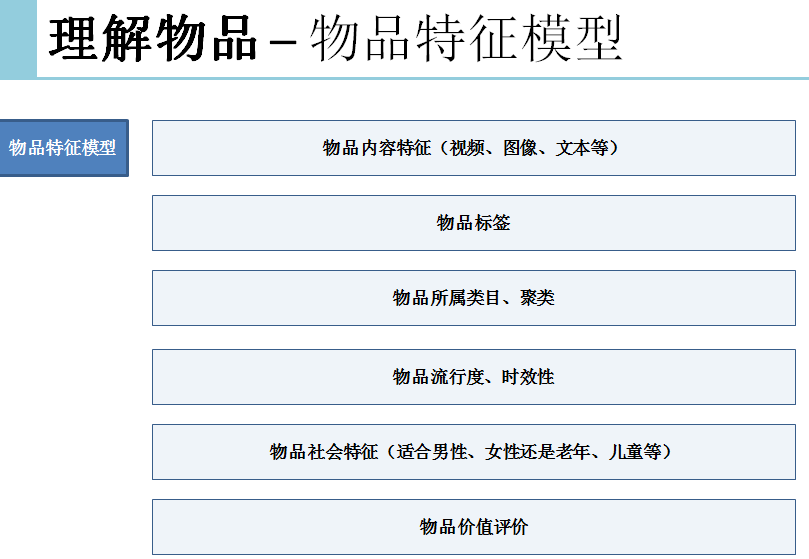 理解物品 – 物品特征模型
物品特征模型
物品内容特征（视频、图像、文本等）
物品标签
物品所属类目、聚类
物品流行度、时效性
物品社会特征（适合男性、女性还是老年、儿童等）
物品价值评价